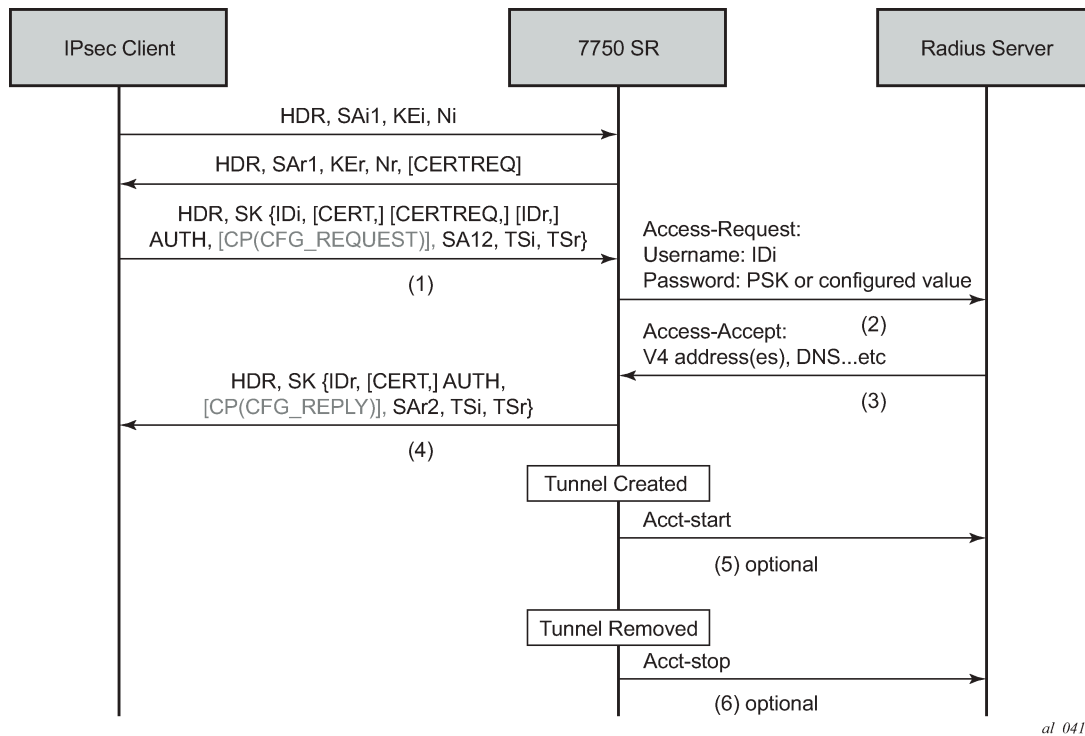 IPsec Client
7750 SR
Radius Server
HDR, SAi1, KEi, Ni
HDR, SAr1, KEr, Nr, [CERTREQ]
HDR, SK {IDi, [CERT,] [CERTREQ,] [IDr,]
AUTH, [CP(CFG_REQUEST)], SA12, TSi, TSr}
(1)
Access-Request:
Username: IDi
Password: PSK or configured value
(2)
Access-Accept:
V4 address(es), DNS...etc
(3)
HDR, SK {IDr, [CERT,] AUTH,
[CP(CFG_REPLY)], SAr2, TSi, TSr}
(4)
Tunnel Created
Acct-start
(5) optional
Tunnel Removed
Acct-stop
(6) optional
al_041